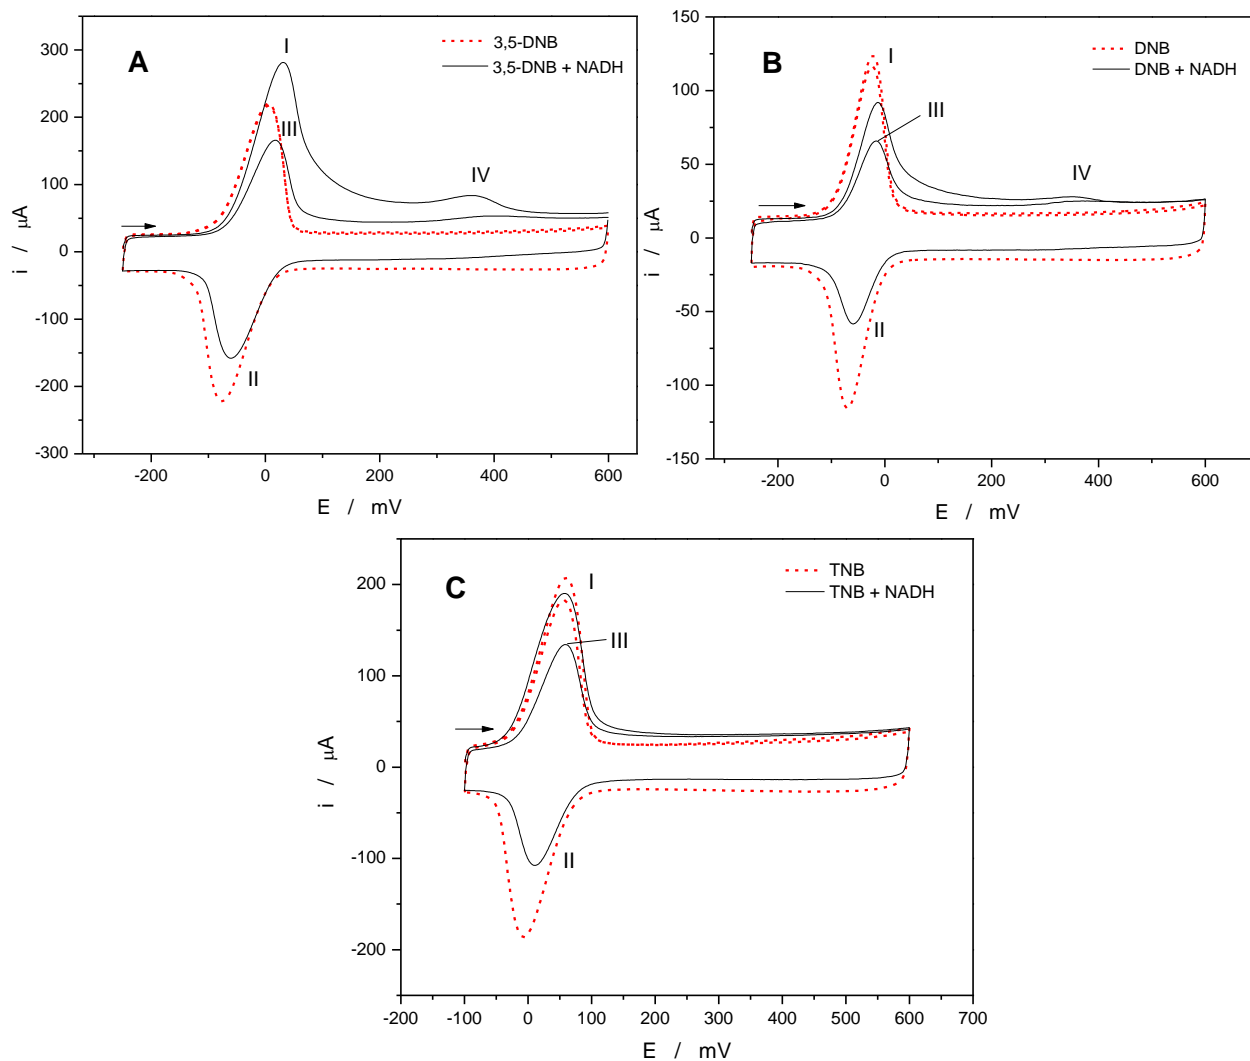 A
I
3,5-DNB
3,5-DNB + NADH
III
IV
II
300
200
100
0
-100
-200
-300
i / µA
-200
0
200
400
600
E / mV
B
I
DNB
DNB + NADH
III
IV
II
150
100
50
0
-50
-100
-150
i / µA
-200
0
200
400
600
E / mV
C
I
TNB
TNB + NADH
III
II
200
100
0
-100
-200
i / µA
-200
-100
0
100
200
300
400
500
600
700
E / mV